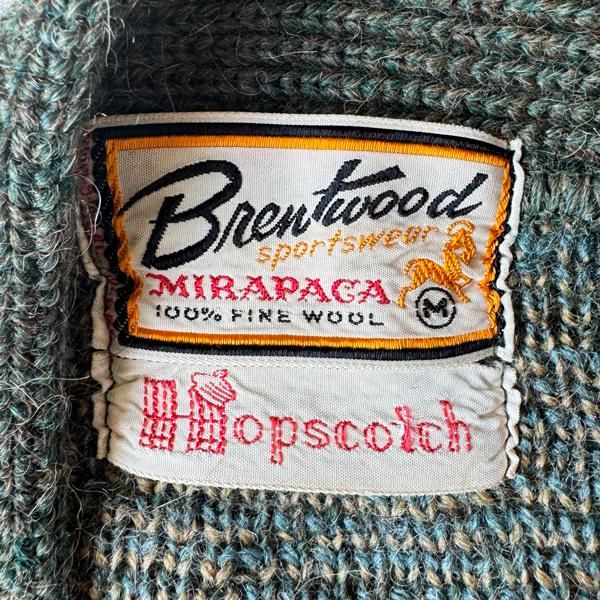 Brentwood
sportswear
MIRAPACA
100% FINE WOOL
M
Hopscotch